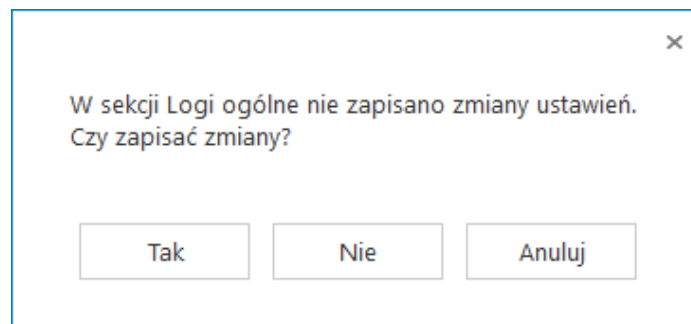 W sekcji Logi ogólne nie zapisano zmiany ustawień.
Czy zapisać zmiany?
Tak Nie Anuluj